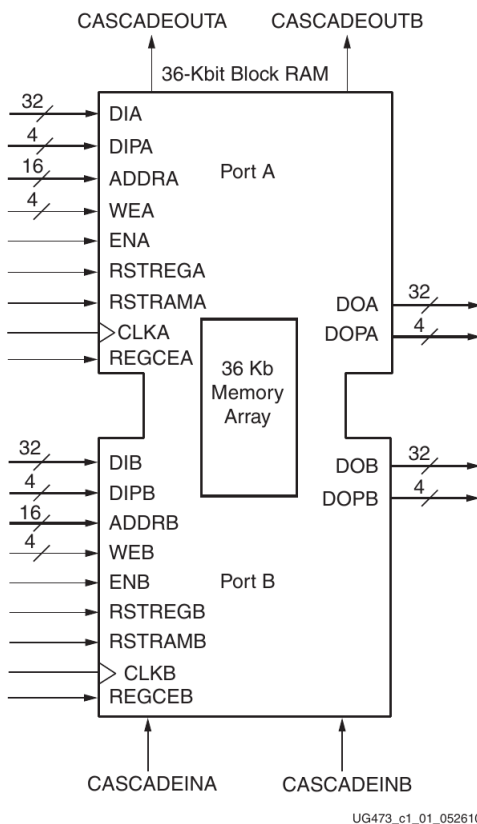 CASCADEOUTA CASCADEOUTB
36-Kbit Block RAM
32 DIA
4 DIPA
16 ADDRA Port A
4 WEA
ENA
RSTREGA
RSTRAMA DOA 32
CLKA DOPA 4
REGCEA
36 Kb
Memory
Array
32 DIB DOB 32
4 DIPB DOPB 4
16 ADDRB
4 WEB
ENB Port B
RSTREGB
RSTRAMB
CLKB
REGCEB
CASCADEINA CASCADEINB
UG473_c1_01_052610